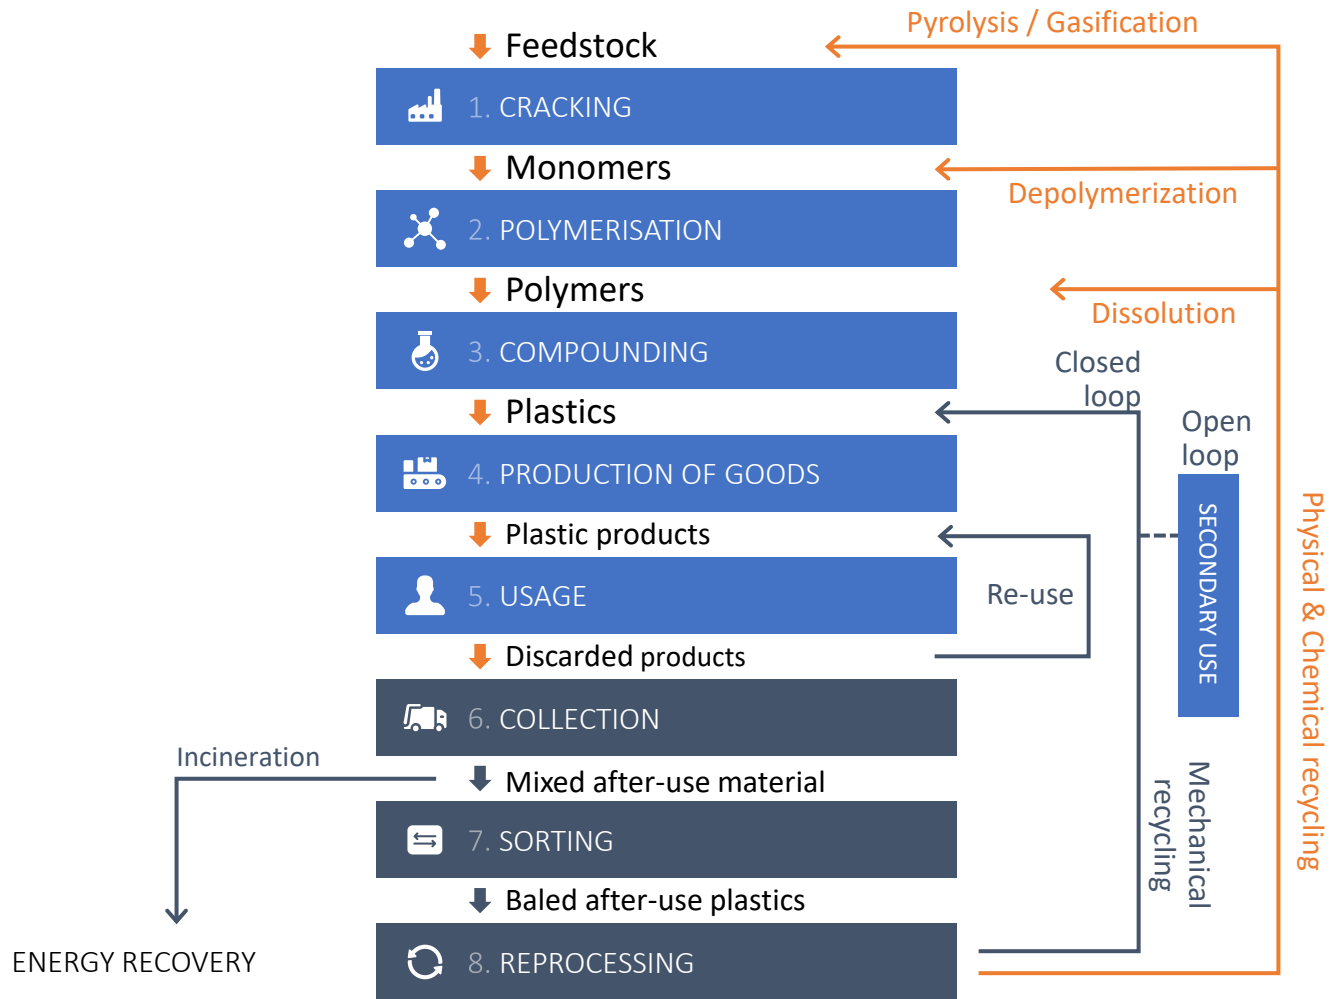 Pyrolysis / Gasification
Feedstock
1. CRACKING
Monomers
Depolymerization
2. POLYMERISATION
Polymers
Dissolution
3. COMPOUNDING
Closed
loop
Plastics
Open
loop
4. PRODUCTION OF GOODS
SECONDARY USE
Physical & Chemical recycling
Plastic products
5. USAGE
Re-use
Discarded products
6. COLLECTION
Incineration
Mixed after-use material
Mechanical
recycling
7. SORTING
Baled after-use plastics
8. REPROCESSING
ENERGY RECOVERY